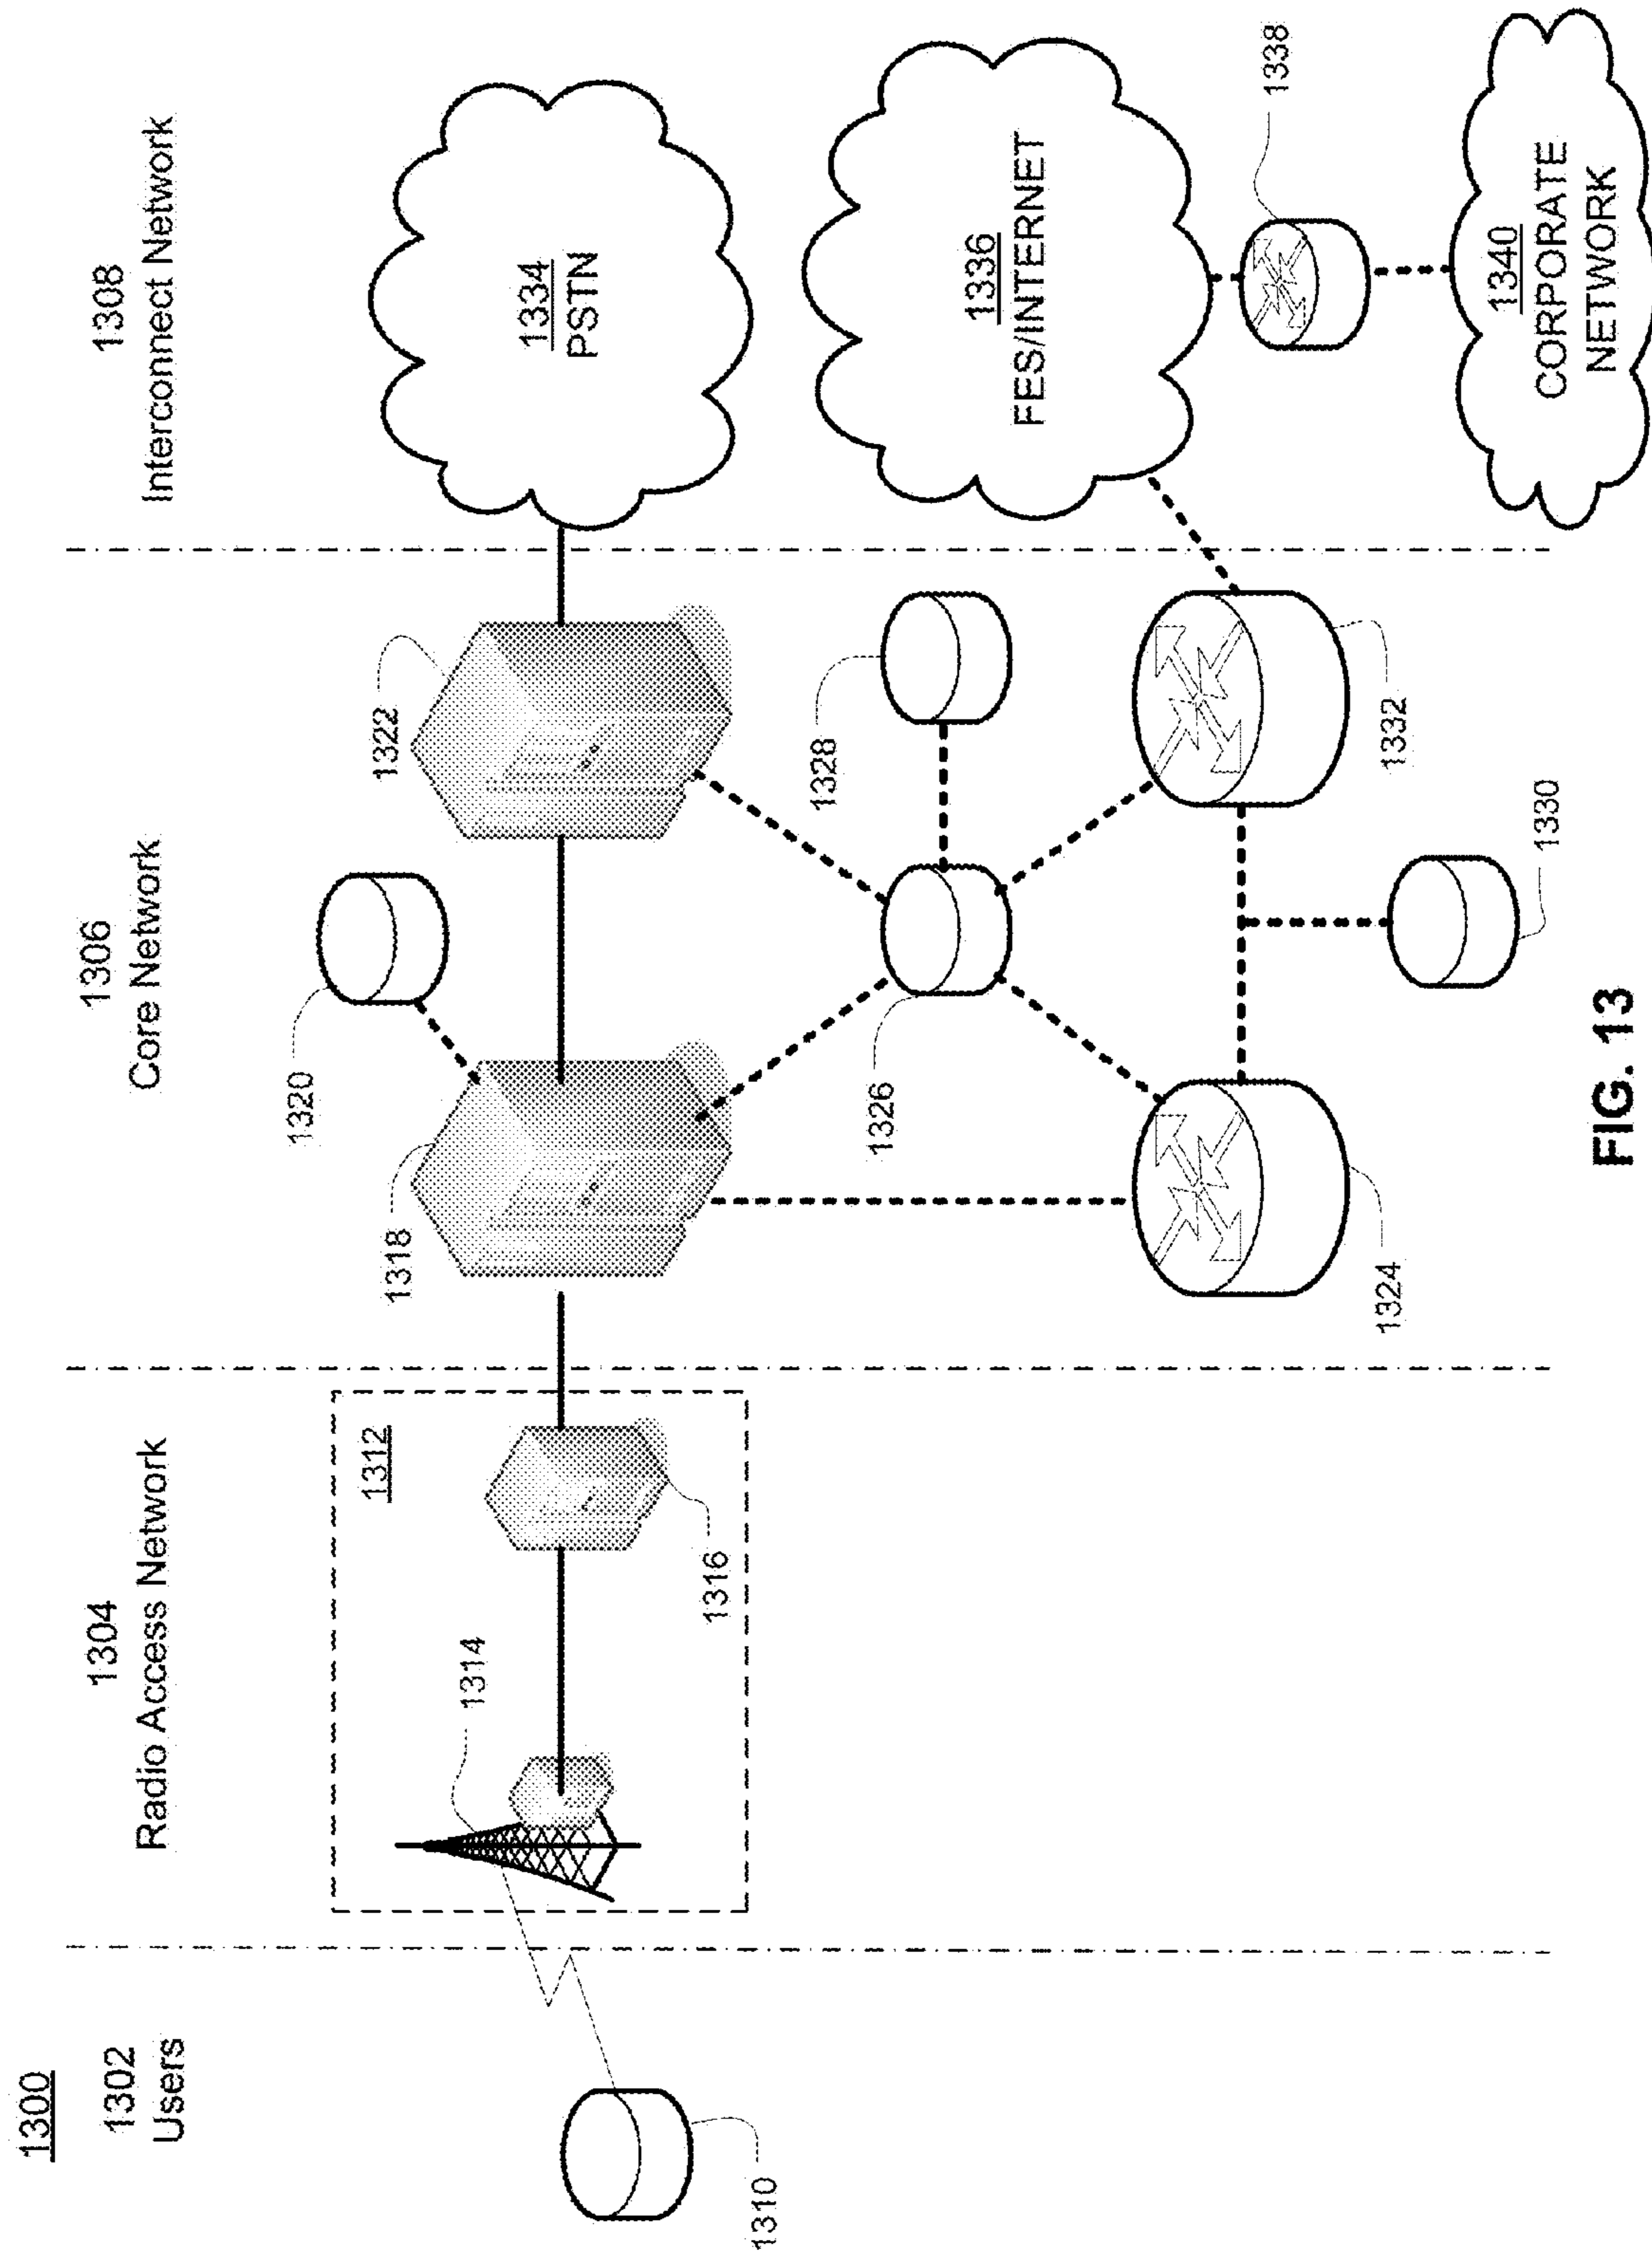 1300
1302
Users
1304
Radio Access Network
1306
Core Network
1308
Interconnect Network
1310
1312
1314
1316
1318
1320
1322
1324
1326
1328
1330
1332
1334
PSTN
1336
FES/INTERNET
1338
1340
CORPORATE
NETWORK
FIG. 13